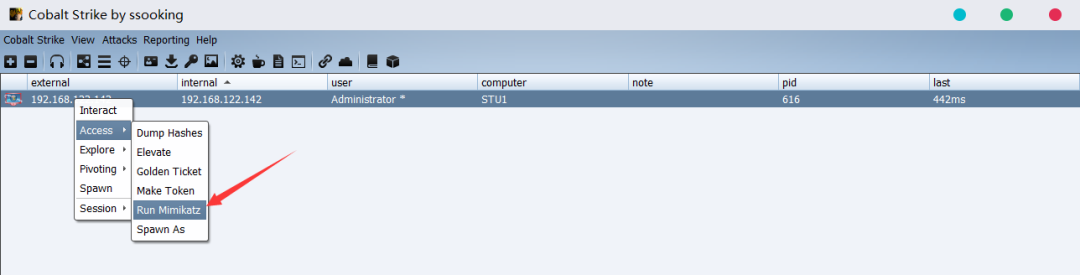 Cobalt Strike by ssooking
Cobalt Strike View Attacks Reporting Help
external internal user computer note pid last
192.168.122.142 192.168.122.142 Administrator * STU1 616 442ms
Interact
Access
Explore
Pivoting
Spawn
Session
Dump Hashes
Elevate
Golden Ticket
Make Token
Run Mimikatz
Spawn As